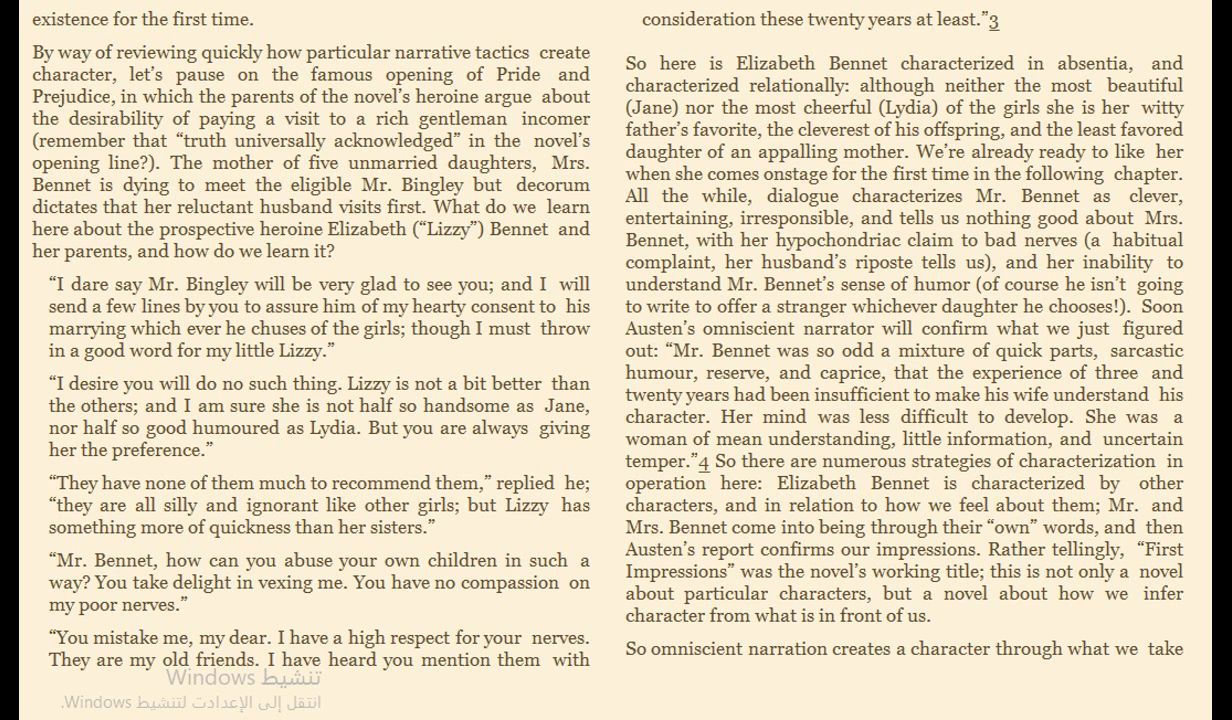 existence for the first time.
By way of reviewing quickly how particular narrative tactics create
character, let’s pause on the famous opening of Pride and
Prejudice, in which the parents of the novel’s heroine argue about
the desirability of paying a visit to a rich gentleman incomer
(remember that “truth universally acknowledged” in the novel’s
opening line?). The mother of five unmarried daughters, Mrs.
Bennet is dying to meet the eligible Mr. Bingley but decorum
dictates that her reluctant husband visits first. What do we learn
here about the prospective heroine Elizabeth (“Lizzy”) Bennet and
her parents, and how do we learn it?
“I dare say Mr. Bingley will be very glad to see you; and I will
send a few lines by you to assure him of my hearty consent to his
marrying which ever he chuses of the girls; though I must throw
in a good word for my little Lizzy.”
“I desire you will do no such thing. Lizzy is not a bit better than
the others; and I am sure she is not half so handsome as Jane,
nor half so good humoured as Lydia. But you are always giving
her the preference.”
“They have none of them much to recommend them,” replied he;
“they are all silly and ignorant like other girls; but Lizzy has
something more of quickness than her sisters.”
“Mr. Bennet, how can you abuse your own children in such a
way? You take delight in vexing me. You have no compassion on
my poor nerves.”
“You mistake me, my dear. I have a high respect for your nerves.
They are my old friends. I have heard you mention them with
consideration these twenty years at least.”3
So here is Elizabeth Bennet characterized in absentia, and
characterized relationally: although neither the most beautiful
(Jane) nor the most cheerful (Lydia) of the girls she is her witty
father’s favorite, the cleverest of his offspring, and the least favored
daughter of an appalling mother. We’re already ready to like her
when she comes onstage for the first time in the following chapter.
All the while, dialogue characterizes Mr. Bennet as clever,
entertaining, irresponsible, and tells us nothing good about Mrs.
Bennet, with her hypochondriac claim to bad nerves (a habitual
complaint, her husband’s riposte tells us), and her inability to
understand Mr. Bennet’s sense of humor (of course he isn’t going
to write to offer a stranger whichever daughter he chooses!). Soon
Austen’s omniscient narrator will confirm what we just figured
out: “Mr. Bennet was so odd a mixture of quick parts, sarcastic
humour, reserve, and caprice, that the experience of three and
twenty years had been insufficient to make his wife understand his
character. Her mind was less difficult to develop. She was a
woman of mean understanding, little information, and uncertain
temper.”4 So there are numerous strategies of characterization in
operation here: Elizabeth Bennet is characterized by other
characters, and in relation to how we feel about them; Mr. and
Mrs. Bennet come into being through their “own” words, and then
Austen’s report confirms our impressions. Rather tellingly, “First
Impressions” was the novel’s working title; this is not only a novel
about particular characters, but a novel about how we infer
character from what is in front of us.
So omniscient narration creates a character through what we take
تنشيط Windows
انتقل إلى الإعدادت لتنشيط Windows.